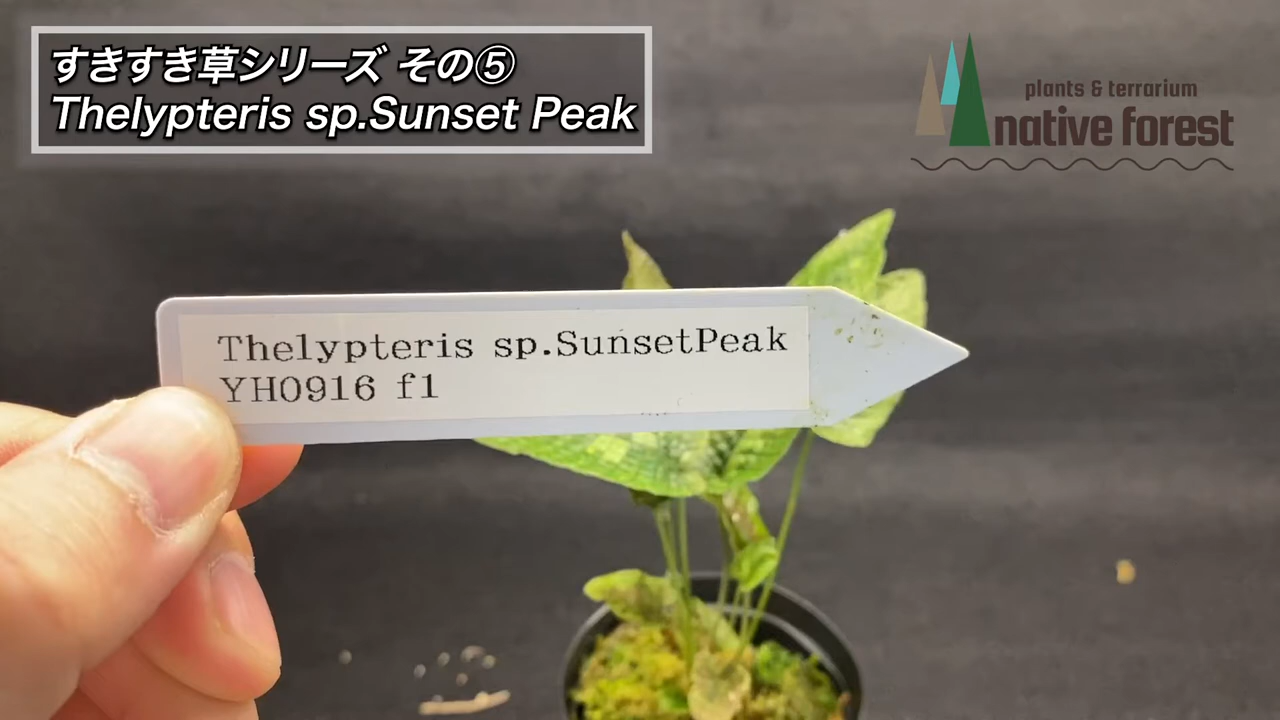 すきすき草シリーズ その⑤
Thelypteris sp.Sunset Peak
plants & terrarium
native forest
Thelypteris sp.SunsetPeak
YH0916 f1